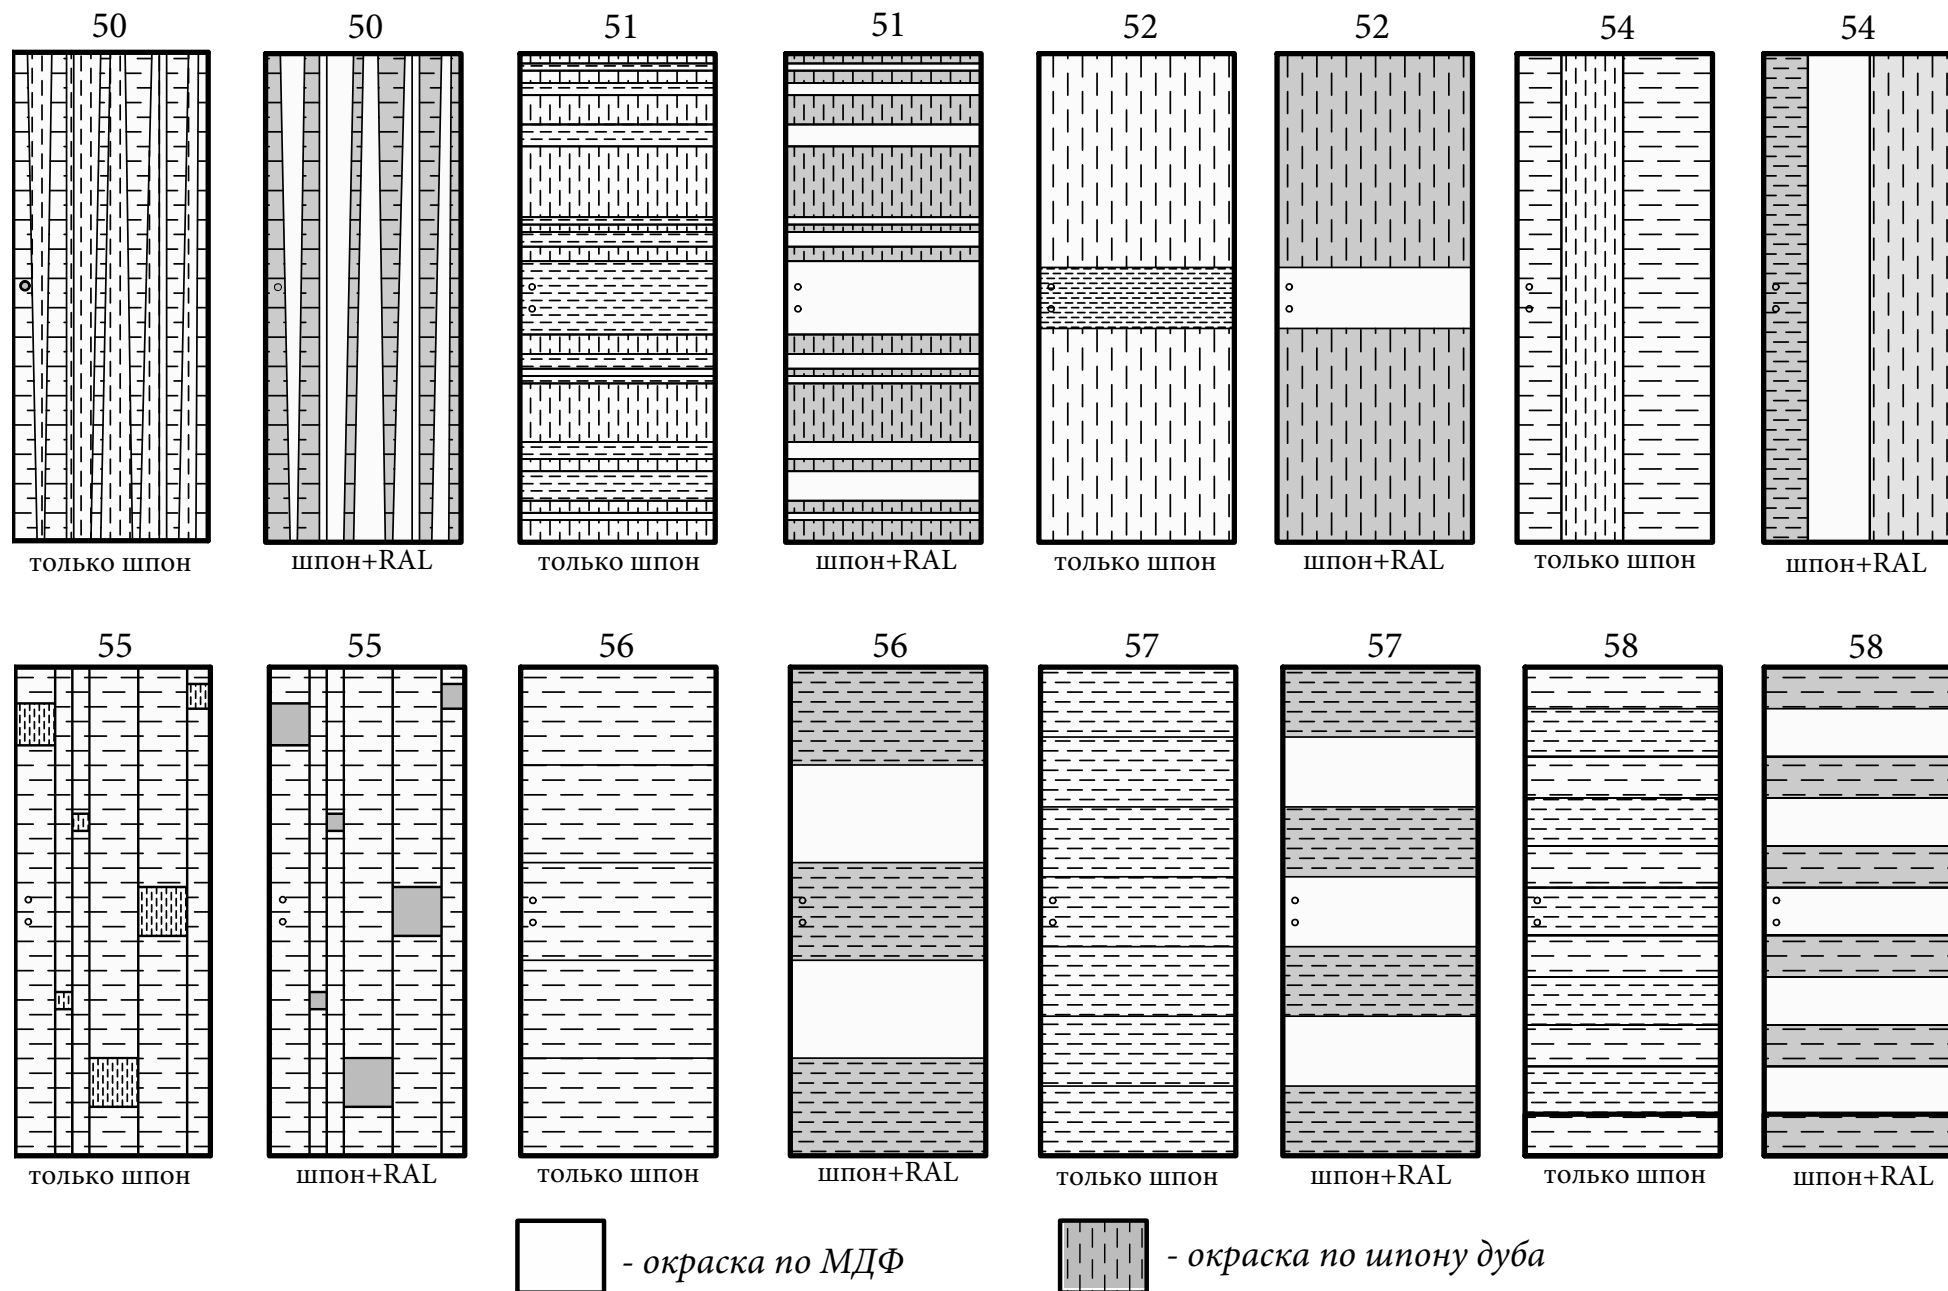 50 50 51 51 52 52 54 54
только шпон шпон+RAL только шпон шпон+RAL только шпон шпон+RAL только шпон шпон+RAL
55 55 56 56 57 57 58 58
только шпон шпон+RAL только шпон шпон+RAL только шпон шпон+RAL только шпон шпон+RAL
- окраска по МДФ - окраска по шпону дуба